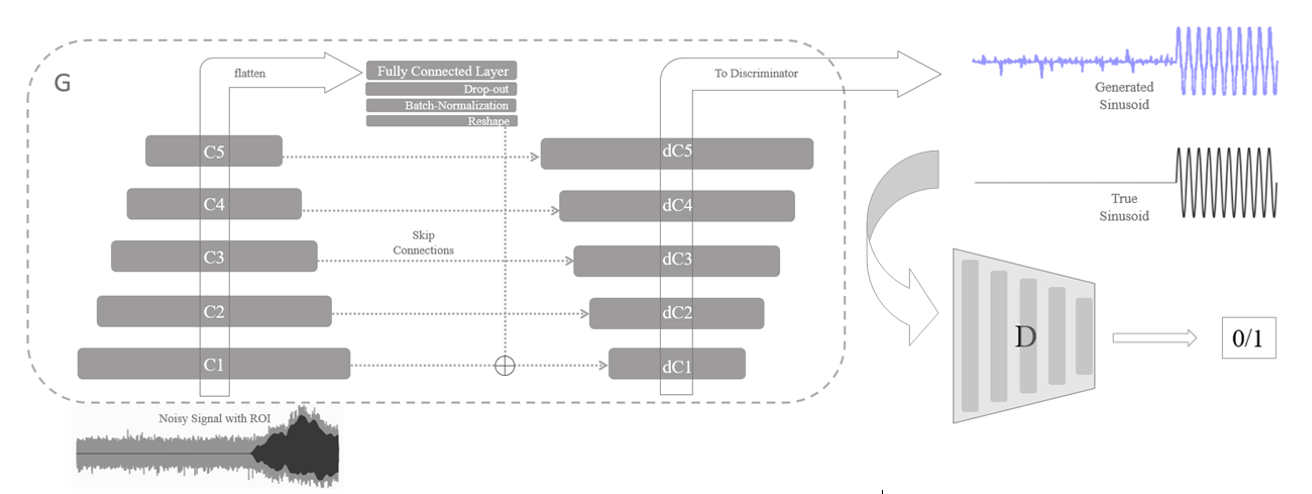 G
flatten
Fully Connected Layer
Drop-out
Batch-Normalization
Reshape
To Discriminator
Generated
Sinusoid
C5
dC5
C4
dC4
True
Sinusoid
Skip
Connections
C3
dC3
C2
dC2
D
0/1
C1
dC1
Noisy Signal with ROI